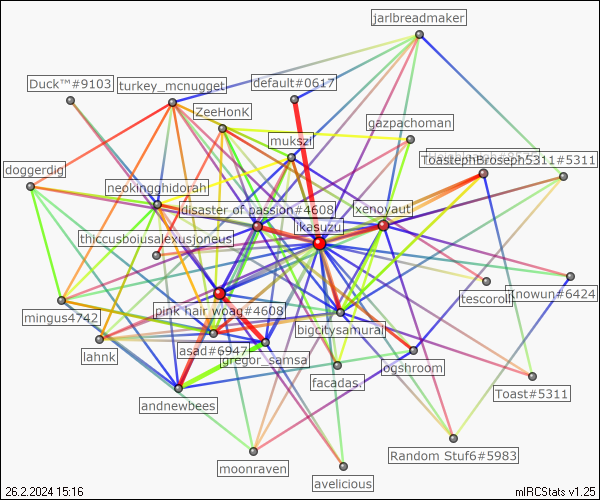 jarlbreadmaker
Duck™#9103
turkey_mcnugget
default#0617
ZeeHonK
gazpachoman
mukszi
ToastephBroseph5311#5311
doggerdig
neokingghidorah
disaster of passion#4608
xenoyaut
ikasuzu
thiccusboiusalexusjoneus
tescoroll
Knowun#6424
mingus4742
pink hair woag#4608
bigcitysamurai
lahnk
asad#6947
gregor_samsa
ogshroom
facadas.
andnewbees
Toast#5311
Random Stuf6#5983
moonraven
avelicious
26.2.2024 15:16
mIRCStats v1.25